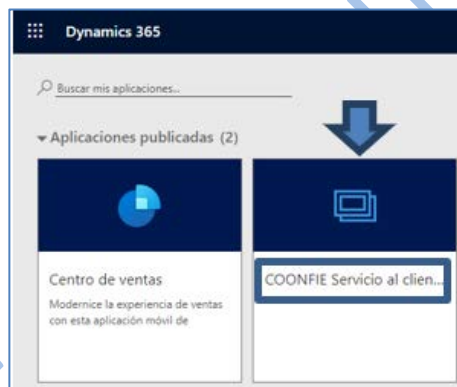 Dynamics 365
Buscar mis aplicaciones...
Aplicaciones publicadas (2)
Centro de ventas
Modernice la experiencia de ventas
con esta aplicación móvil de
COONFIE Servicio al clien...